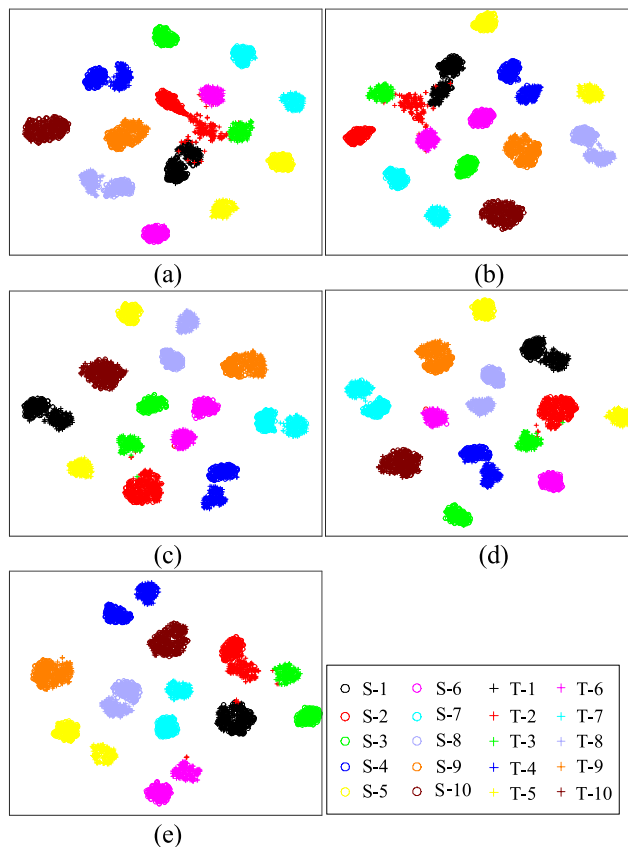 (a)
(b)
(c)
(d)
S-1 S-6 T-1 T-6
S-2 S-7 T-2 T-7
S-3 S-8 T-3 T-8
S-4 S-9 T-4 T-9
S-5 S-10 T-5 T-10
(e)